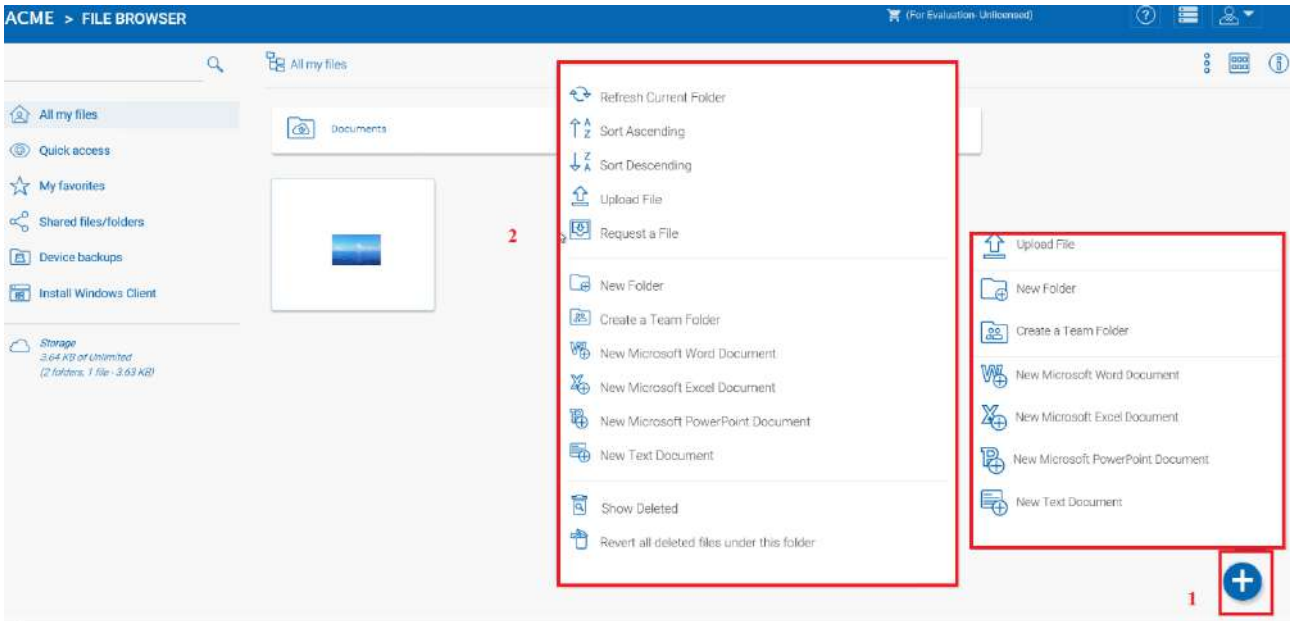 ACME > FILE BROWSER
(For Evaluation- Unlicensed)
All my files
All my files
Quick access
My favorites
Shared files/folders
Device backups
Install Windows Client
Storage
3.64 KB of Unlimited
(2 folders, 1 file - 3.63 KB)
Documents
2
Refresh Current Folder
Sort Ascending
Sort Descending
Upload File
Request a File
New Folder
Create a Team Folder
New Microsoft Word Document
New Microsoft Excel Document
New Microsoft PowerPoint Document
New Text Document
Show Deleted
Revert all deleted files under this folder
Upload File
New Folder
Create a Team Folder
New Microsoft Word Document
New Microsoft Excel Document
New Microsoft PowerPoint Document
New Text Document
1